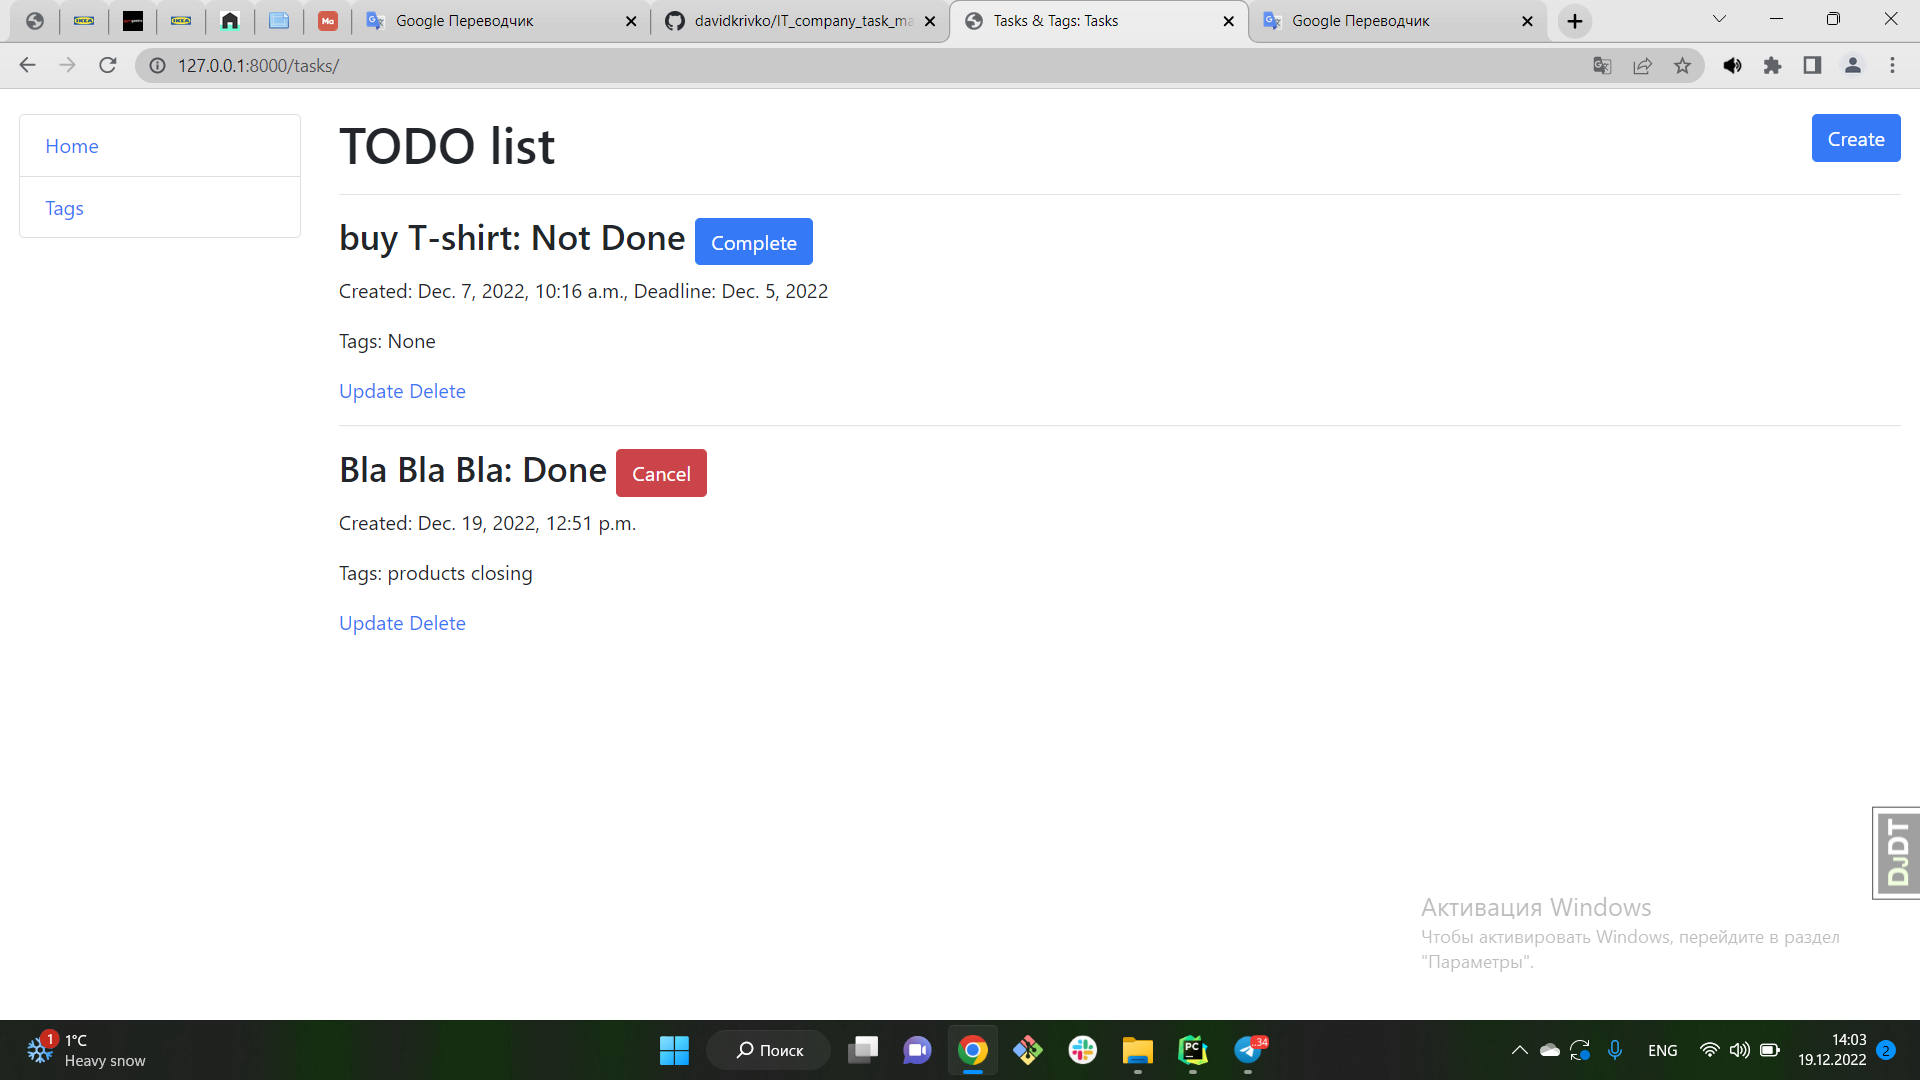 IKEA
IKEA
Ma
Google Переводчик
davidkrivko/IT_company_task_ma
Tasks & Tags: Tasks
Google Переводчик
127.0.0.1:8000/tasks/
Home
Tags
TODO list
Create
buy T-shirt: Not Done
Complete
Created: Dec. 7, 2022, 10:16 a.m., Deadline: Dec. 5, 2022
Tags: None
Update Delete
Bla Bla Bla: Done
Cancel
Created: Dec. 19, 2022, 12:51 p.m.
Tags: products closing
Update Delete
DJDT
Активация Windows
Чтобы активировать Windows, перейдите в раздел
"Параметры".
1
1°C
Heavy snow
Поиск
PC
34
ENG
14:03
19.12.2022
2